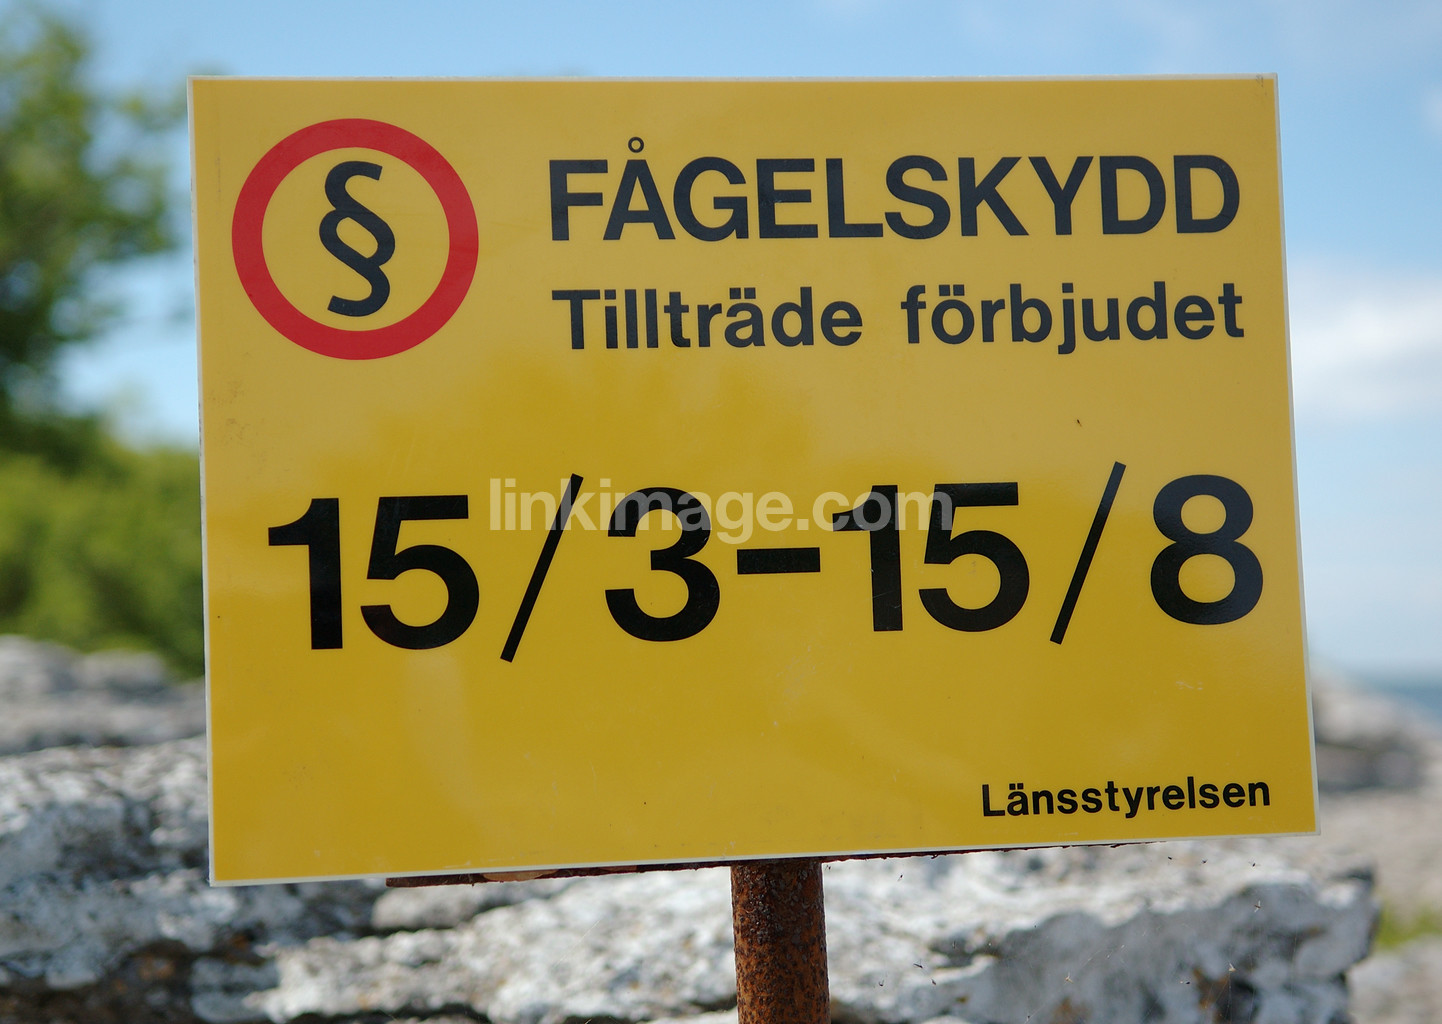 §
FÅGELSKYDD
Tillträde förbjudet
15/3-15/8
linkimage.com
Länsstyrelsen